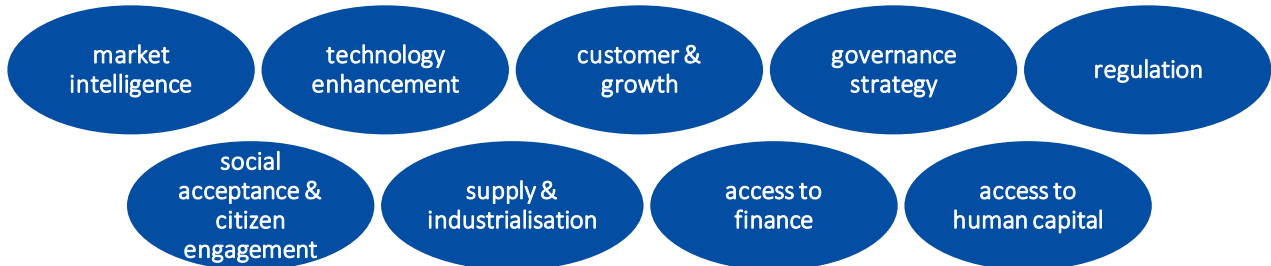 market
intelligence
technology
enhancement
customer &
growth
governance
strategy
regulation
social
acceptance &
citizen
engagement
supply &
industrialisation
access to
finance
access to
human capital